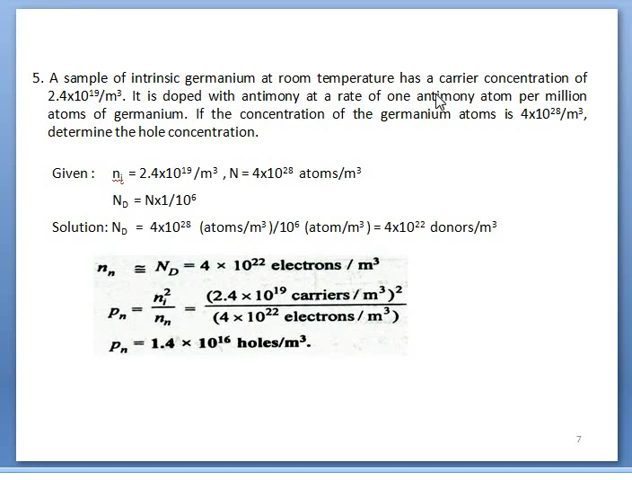 5. A sample of intrinsic germanium at room temperature has a carrier concentration of
2.4x10¹⁹/m³. It is doped with antimony at a rate of one antimony atom per million
atoms of germanium. If the concentration of the germanium atoms is 4x10²⁸/m³,
determine the hole concentration.
Given : nᵢ = 2.4x10¹⁹ /m³ , N = 4x10²⁸ atoms/m³
N_D = Nx1/10⁶
Solution: N_D = 4x10²⁸ (atoms/m³)/10⁶ (atom/m³) = 4x10²² donors/m³
nₙ ≅ N_D = 4 × 10²² electrons / m³
Pₙ = nᵢ²/nₙ = (2.4 × 10¹⁹ carriers / m³)²/(4 × 10²² electrons / m³)
Pₙ = 1.4 × 10¹⁶ holes/m³.
7